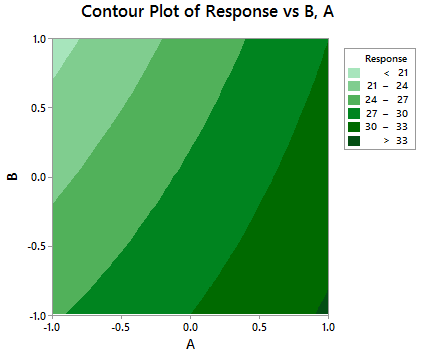 Contour Plot of Response vs B, A
Response
< 21
21 – 24
24 – 27
27 – 30
30 – 33
> 33
1.0
0.5
0.0
-0.5
-1.0
B
-1.0 -0.5 0.0 0.5 1.0
A